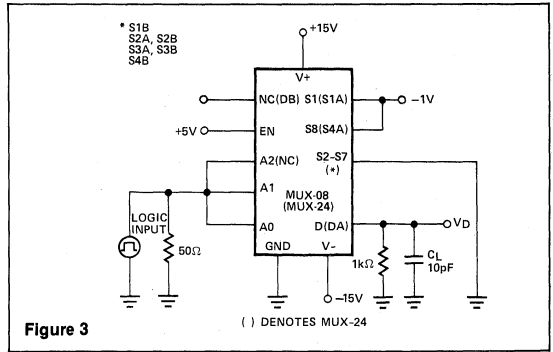 * S1B
S2A, S2B
S3A, S3B
S4B
+15V
V+
NC(DB) S1(S1A) −1V
+5V EN S8(S4A)
A2(NC) S2-S7
(*)
A1
MUX-08
(MUX-24)
LOGIC
INPUT
A0 D(DA) VD
50Ω
GND V−
1kΩ
CL
10pF
−15V
( ) DENOTES MUX-24
Figure 3